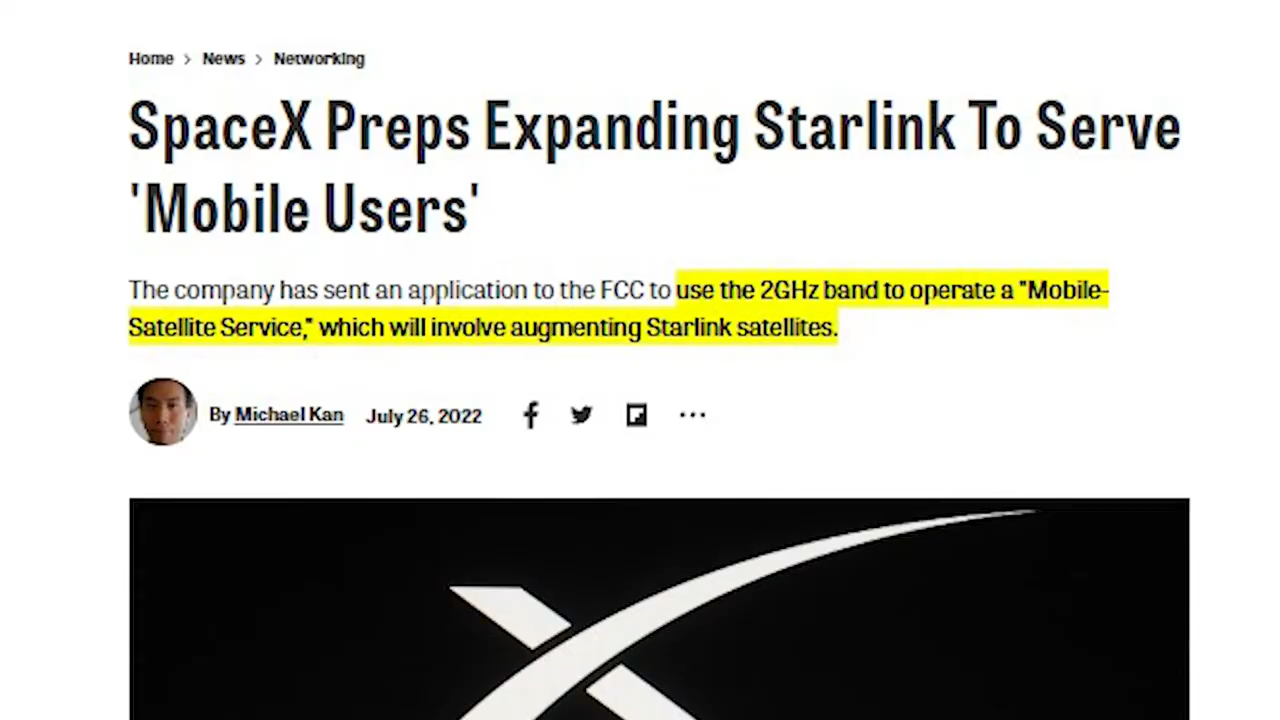 Home > News > Networking
SpaceX Preps Expanding Starlink To Serve
'Mobile Users'
The company has sent an application to the FCC to use the 2GHz band to operate a "Mobile-
Satellite Service," which will involve augmenting Starlink satellites.
By Michael Kan July 26, 2022